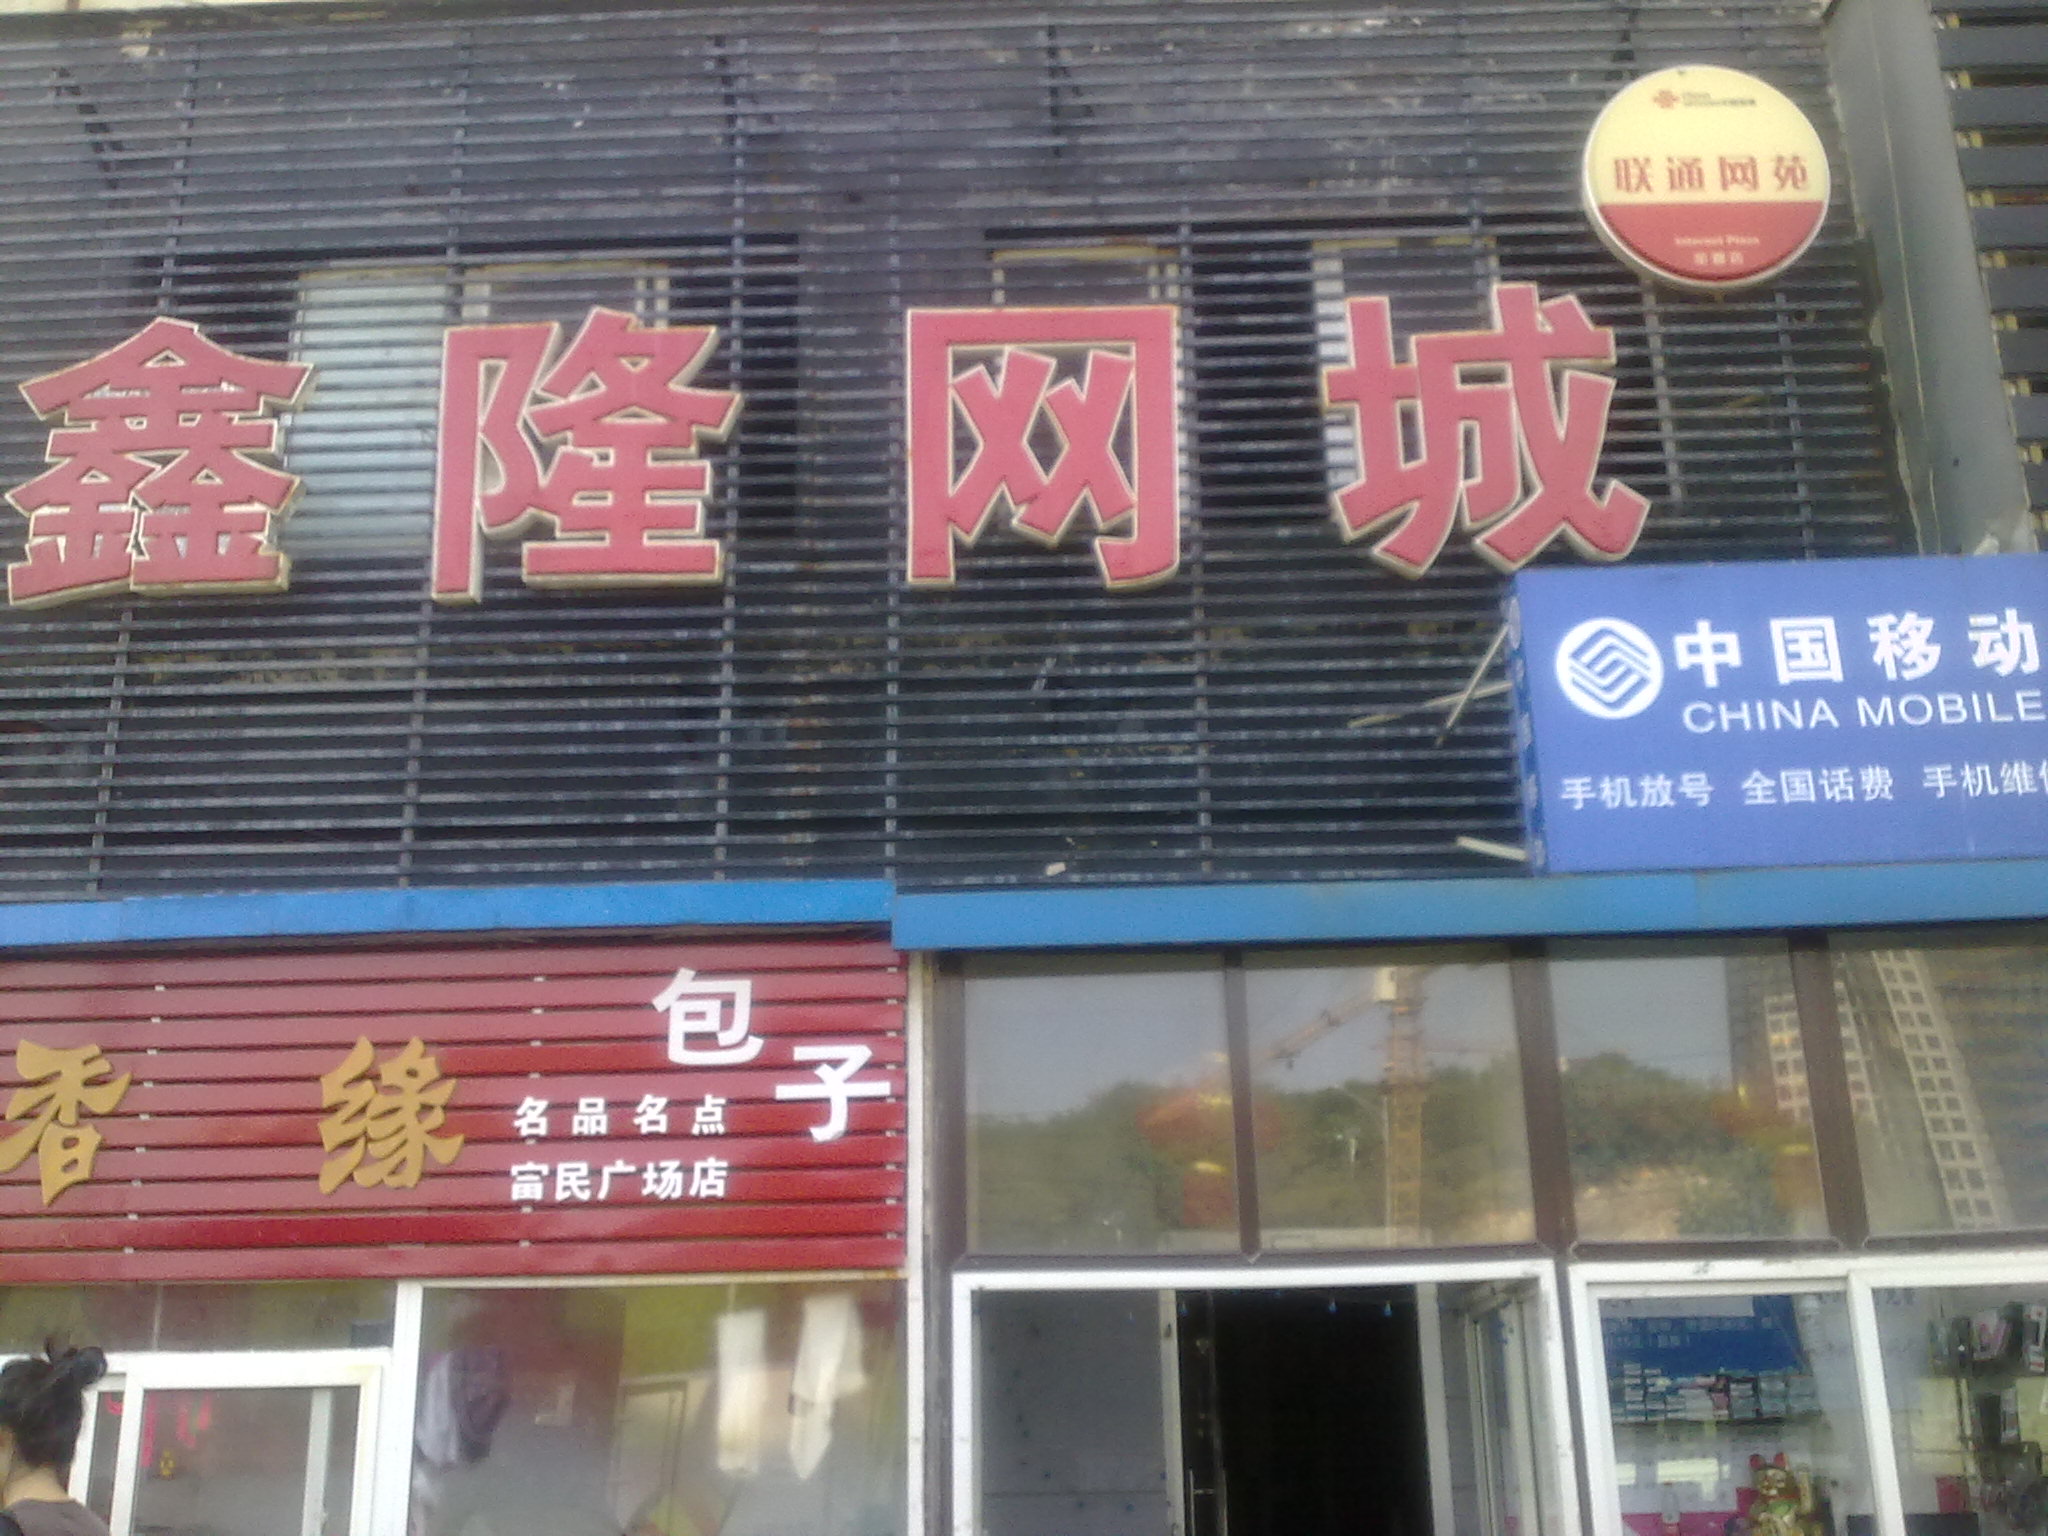 联通网苑
Internet Plaza
鑫隆网城
中国移动
CHINA MOBILE
手机放号 全国话费 手机维
香缘
包子
名品名点
富民广场店